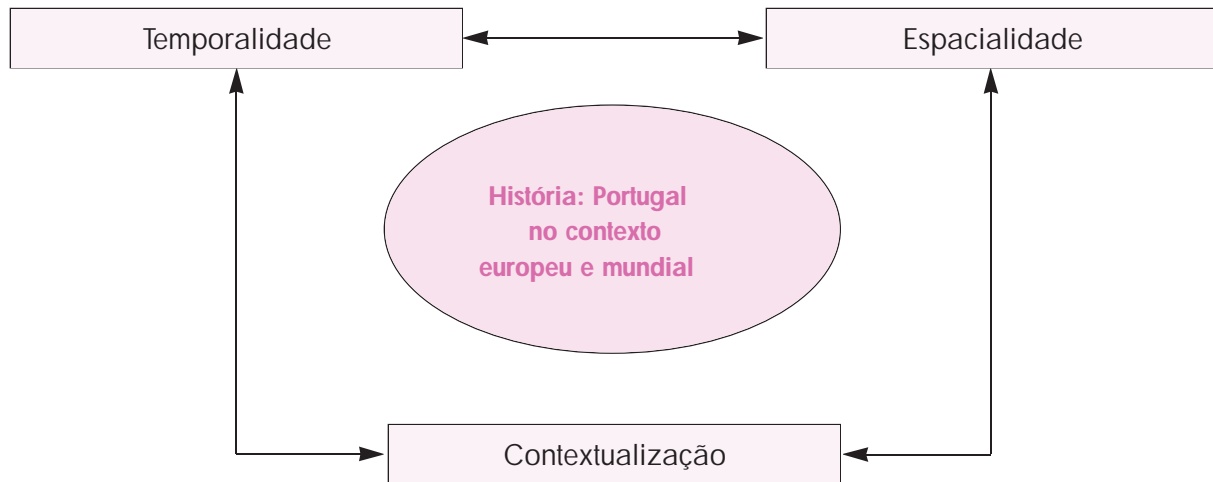 Temporalidade
Espacialidade
História: Portugal
no contexto
europeu e mundial
Contextualização